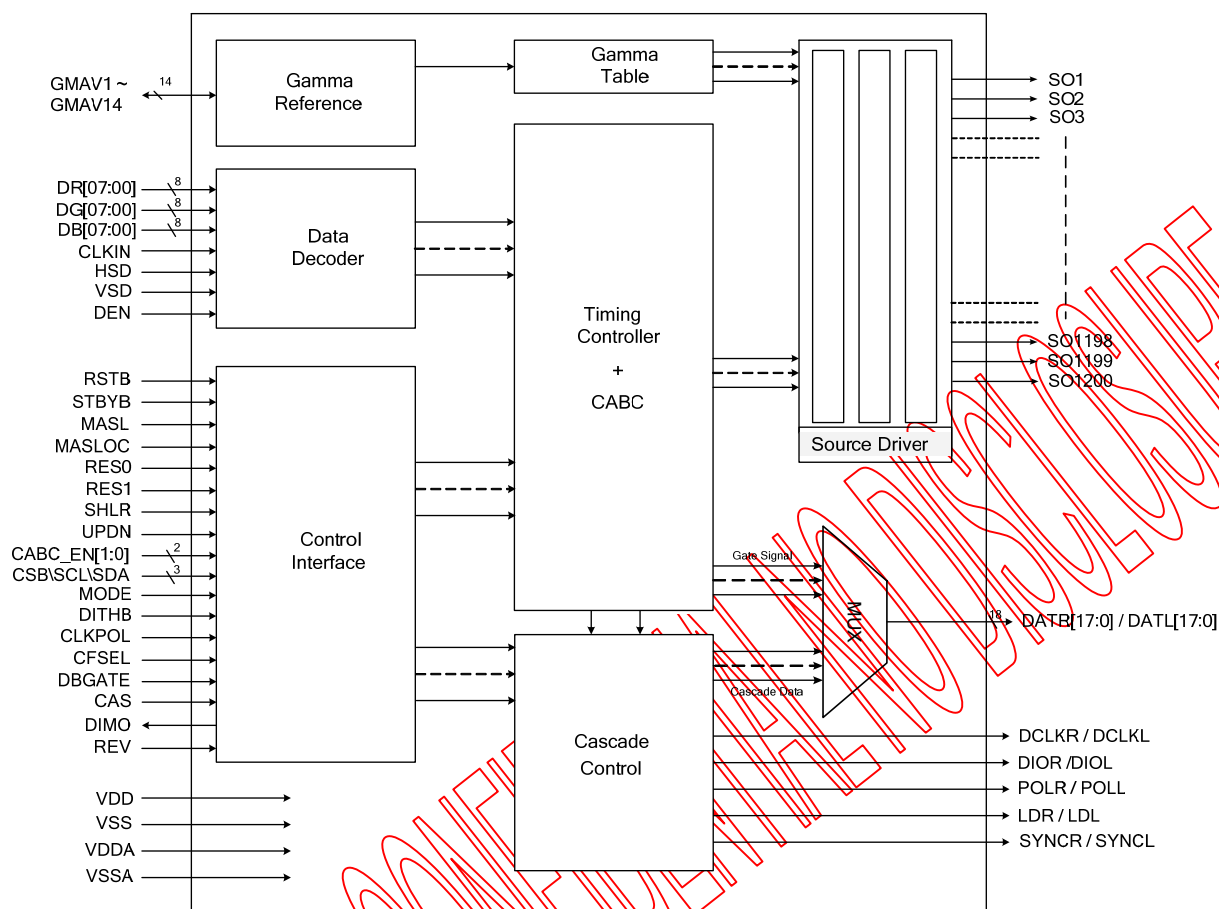 GMAV1 ~
GMAV14
14
Gamma
Reference
Gamma
Table
SO1
SO2
SO3
DR[07:00]
8
DG[07:00]
8
DB[07:00]
8
CLKIN
HSD
VSD
DEN
Data
Decoder
Timing
Controller
+
CABC
SO1198
SO1199
SO1200
Source Driver
RSTB
STBYB
MASL
MASLOC
RES0
RES1
SHLR
UPDN
CABC_EN[1:0]
2
CSB\SCL\SDA
3
MODE
DITHB
CLKPOL
CFSEL
DBGATE
CAS
DIMO
REV
Control
Interface
Gate Signal
MUX
18
DATR[17:0] / DATL[17:0]
Cascade Data
Cascade
Control
DCLKR / DCLKL
DIOR /DIOL
POLR / POLL
LDR / LDL
SYNCR / SYNCL
VDD
VSS
VDDA
VSSA